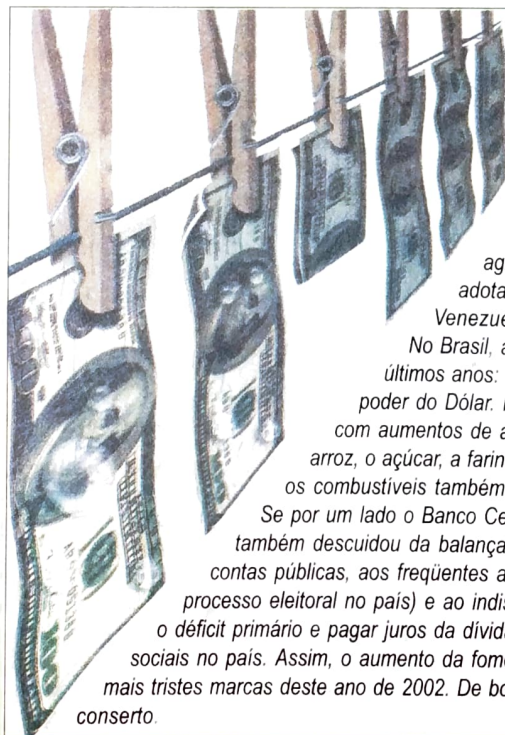 ag
adota
Venezue
No Brasil, a
últimos anos:
poder do Dólar.
com aumentos de a
arroz, o açúcar, a farin
os combustíveis também
Se por um lado o Banco Ce
também descuidou da balança
contas públicas, aos freqüentes a
processo eleitoral no país) e ao indis
o déficit primário e pagar juros da dívid
sociais no país. Assim, o aumento da fome
mais tristes marcas deste ano de 2002. De bo
conserto.